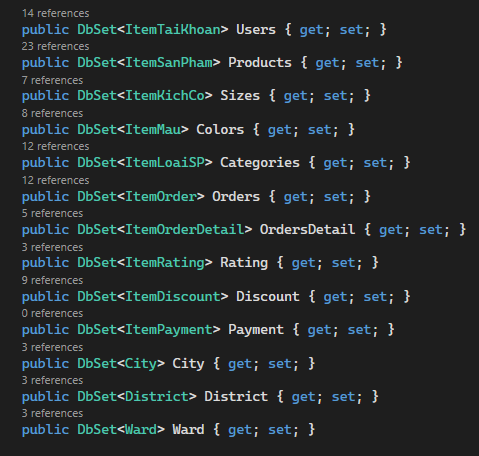 14 references
public DbSet<ItemTaiKhoan> Users { get; set; }
23 references
public DbSet<ItemSanPham> Products { get; set; }
7 references
public DbSet<ItemKichCo> Sizes { get; set; }
8 references
public DbSet<ItemMau> Colors { get; set; }
12 references
public DbSet<ItemLoaiSP> Categories { get; set; }
12 references
public DbSet<ItemOrder> Orders { get; set; }
5 references
public DbSet<ItemOrderDetail> OrdersDetail { get; set; }
3 references
public DbSet<ItemRating> Rating { get; set; }
9 references
public DbSet<ItemDiscount> Discount { get; set; }
0 references
public DbSet<ItemPayment> Payment { get; set; }
3 references
public DbSet<City> City { get; set; }
3 references
public DbSet<District> District { get; set; }
3 references
public DbSet<Ward> Ward { get; set; }